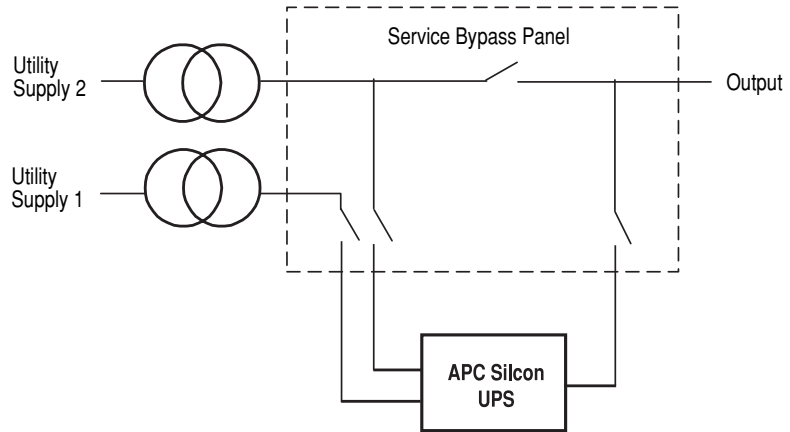 Service Bypass Panel
Utility
Supply 2
Output
Utility
Supply 1
APC Silcon
UPS